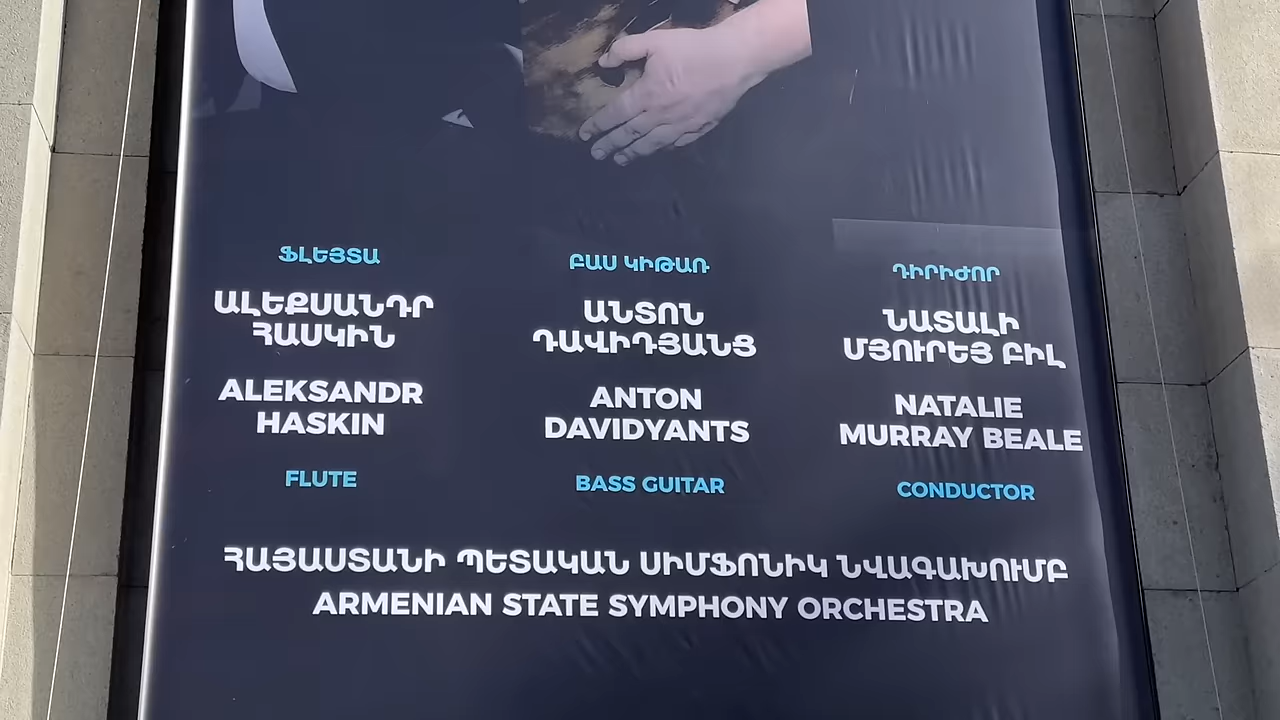 ՖԼԵՅՏԱ
ԱԼԵՔՍԱՆԴՐ
ՀԱՍԿԻՆ
ALEKSANDR
HASKIN
FLUTE
ԲԱՍ ԿԻԹԱՌ
ԱՆՏՈՆ
ԴԱՎԻԴՅԱՆՑ
ANTON
DAVIDYANTS
BASS GUITAR
ԴԻՐԻԺՈՐ
ՆԱՏԱԼԻ
ՄՅՈՒՐԵՅ ԲԻԼ
NATALIE
MURRAY BEALE
CONDUCTOR
ՀԱՅԱՍՏԱՆԻ ՊԵՏԱԿԱՆ ՍԻՄՖՈՆԻԿ ՆՎԱԳԱԽՈՒՄԲ
ARMENIAN STATE SYMPHONY ORCHESTRA